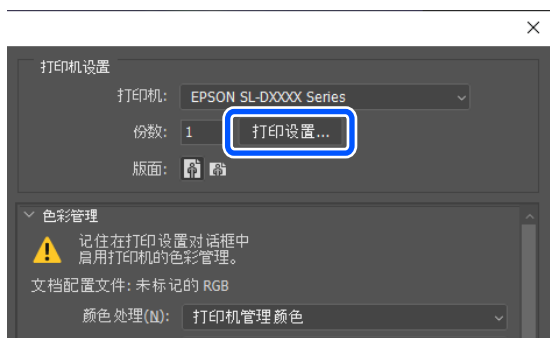 打印机设置
打印机: EPSON SL-DXXXX Series
份数: 1 打印设置...
版面:
色彩管理
记住在打印设置对话框中
启用打印机的色彩管理。
文档配置文件: 未标记的 RGB
颜色处理(N): 打印机管理颜色